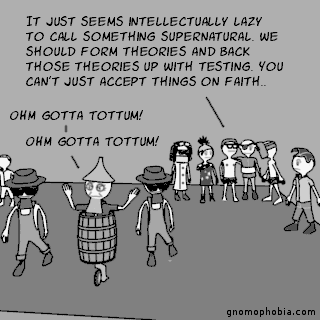 IT JUST SEEMS INTELLECTUALLY LAZY
TO CALL SOMETHING SUPERNATURAL. WE
SHOULD FORM THEORIES AND BACK
THOSE THEORIES UP WITH TESTING. YOU
CAN'T JUST ACCEPT THINGS ON FAITH..
OHM GOTTA TOTTUM!
OHM GOTTA TOTTUM!
gnomophobia.com